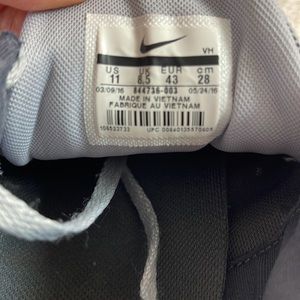 VH
US UK EUR cm
11 8.5 43 28
03/09/16 844736-003 05/24/16
MADE IN VIETNAM
FABRIQUE AU VIETNAM